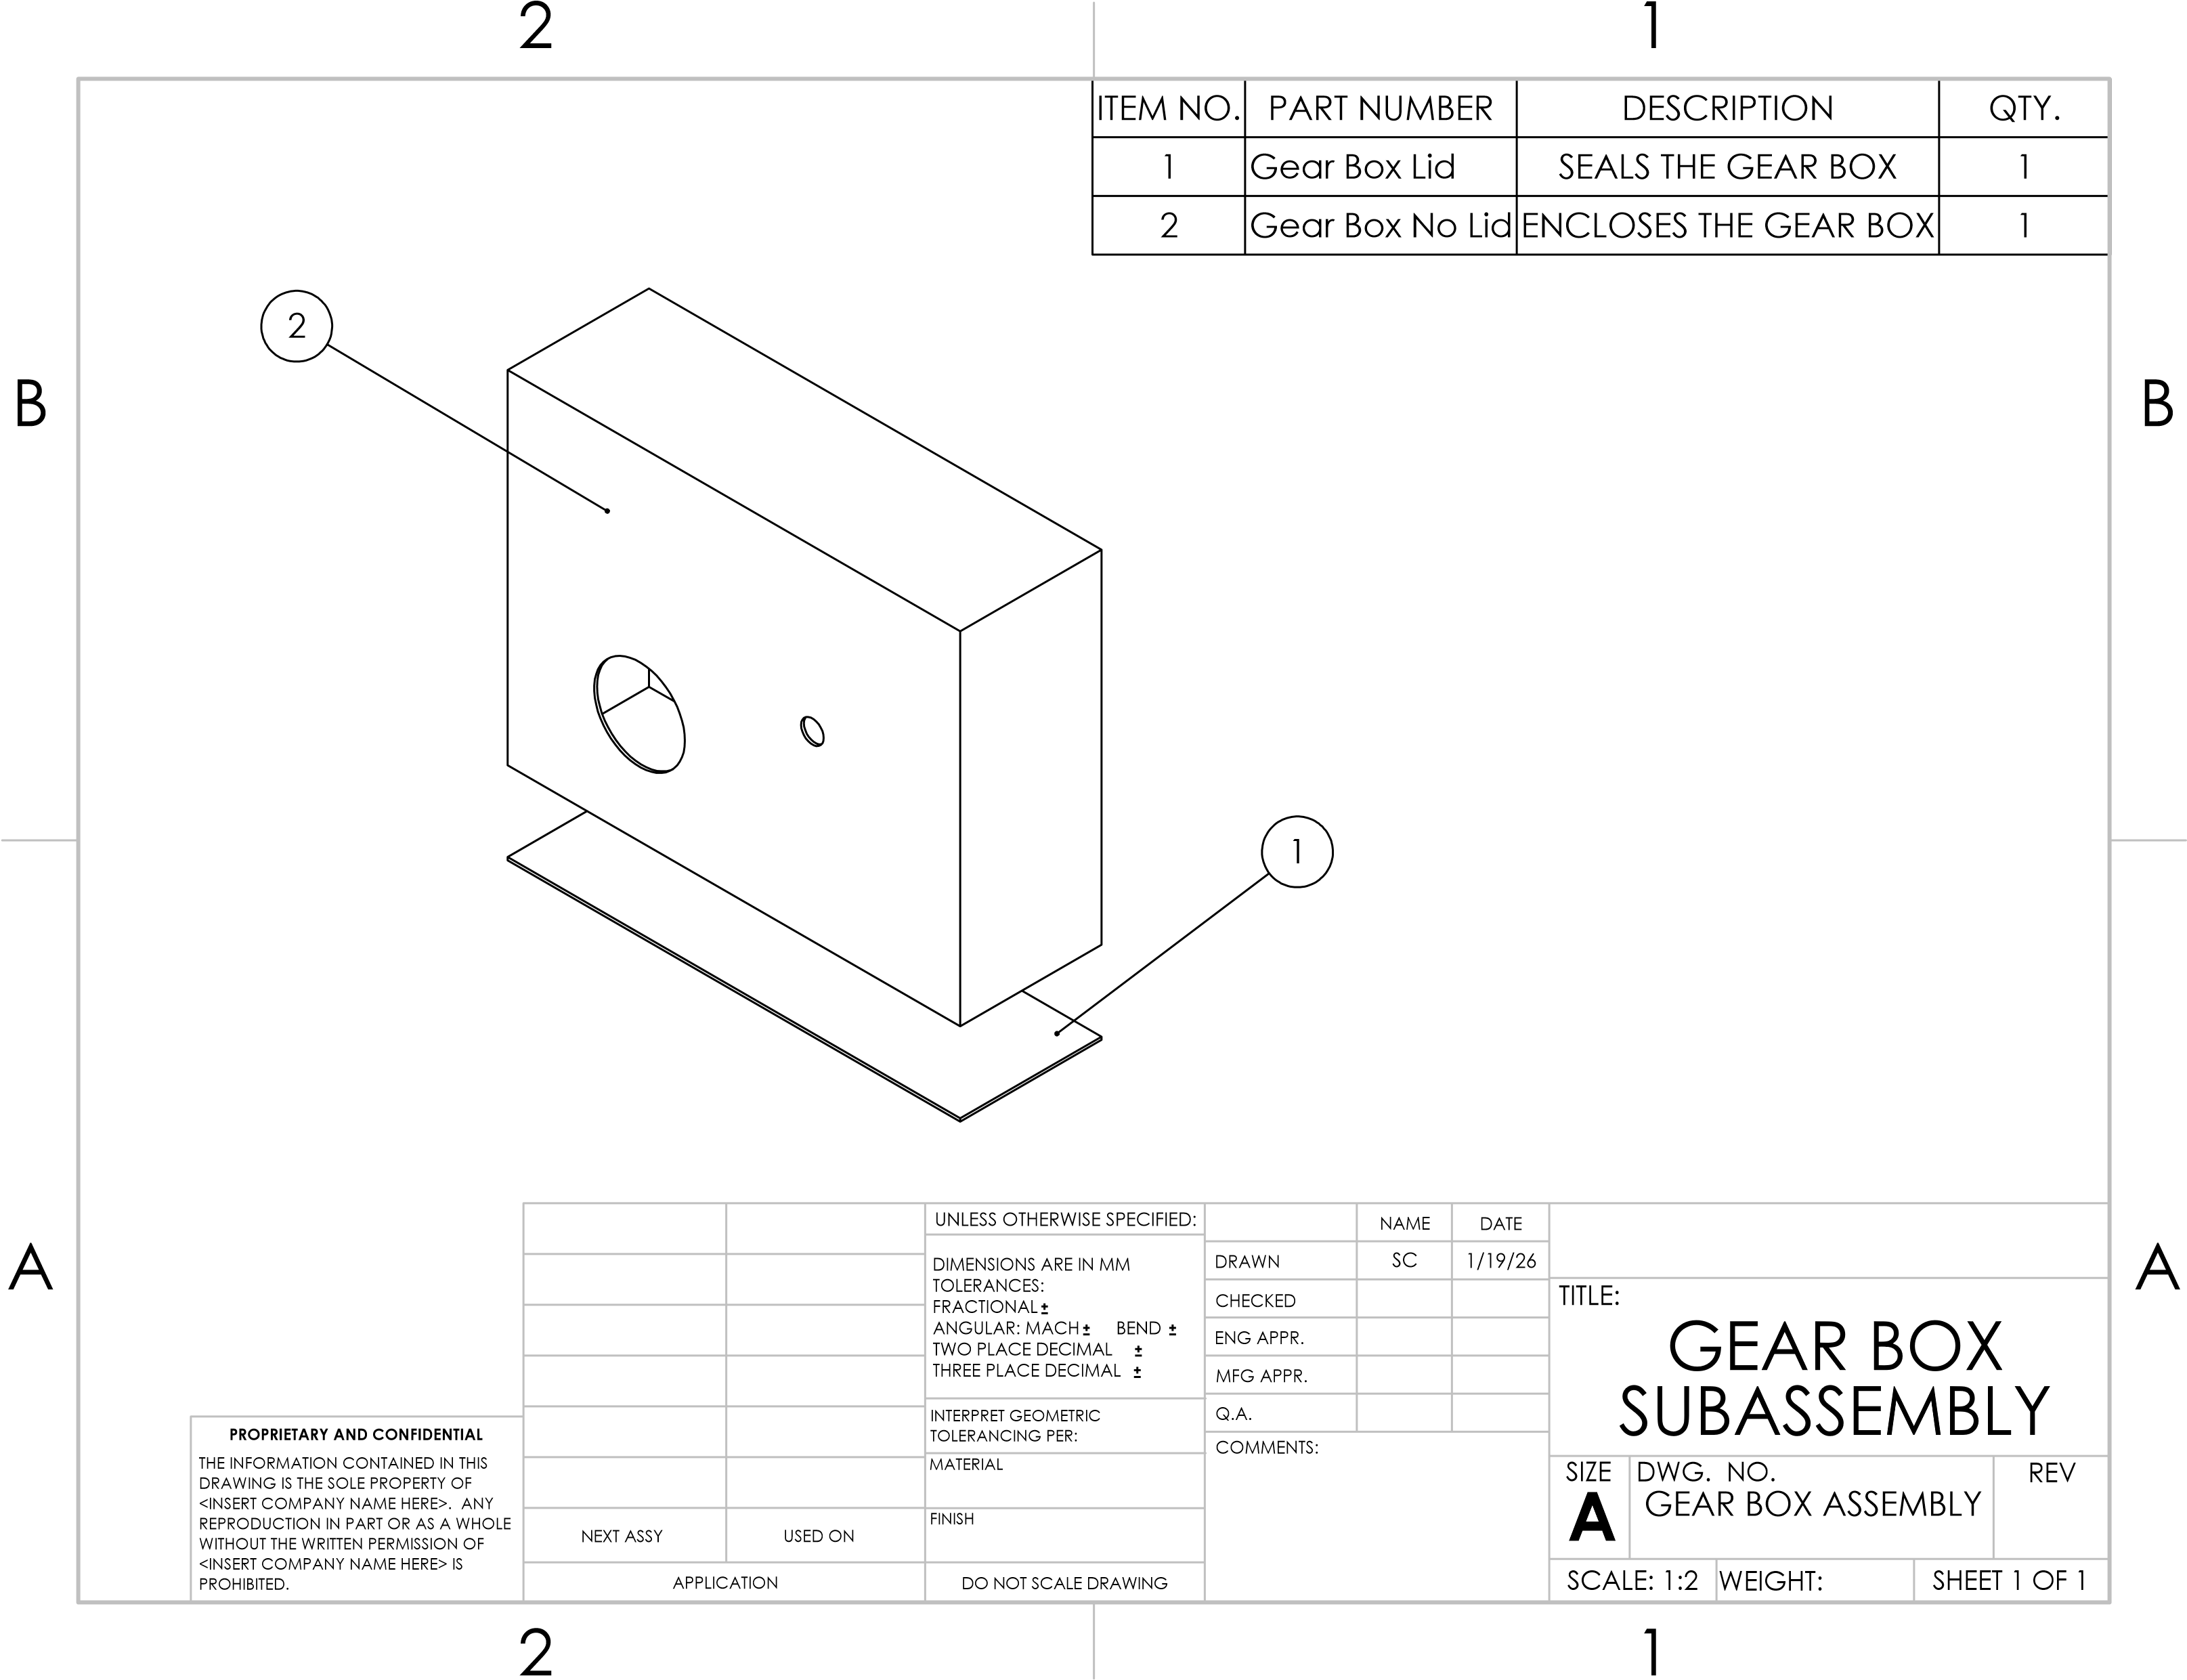 2 1
ITEM NO. PART NUMBER DESCRIPTION QTY.
1 Gear Box Lid SEALS THE GEAR BOX 1
2 Gear Box No Lid ENCLOSES THE GEAR BOX 1
2
B B
1
A A
UNLESS OTHERWISE SPECIFIED:
DIMENSIONS ARE IN MM
TOLERANCES:
FRACTIONAL ±
ANGULAR: MACH ± BEND ±
TWO PLACE DECIMAL ±
THREE PLACE DECIMAL ±
INTERPRET GEOMETRIC
TOLERANCING PER:
MATERIAL
FINISH
DO NOT SCALE DRAWING
NAME DATE
DRAWN SC 1/19/26
CHECKED
ENG APPR.
MFG APPR.
Q.A.
COMMENTS:
TITLE:
GEAR BOX
SUBASSEMBLY
SIZE DWG. NO. REV
A GEAR BOX ASSEMBLY
SCALE: 1:2 WEIGHT: SHEET 1 OF 1
PROPRIETARY AND CONFIDENTIAL
THE INFORMATION CONTAINED IN THIS
DRAWING IS THE SOLE PROPERTY OF
<INSERT COMPANY NAME HERE>. ANY
REPRODUCTION IN PART OR AS A WHOLE
WITHOUT THE WRITTEN PERMISSION OF
<INSERT COMPANY NAME HERE> IS
PROHIBITED.
NEXT ASSY USED ON
APPLICATION
2 1